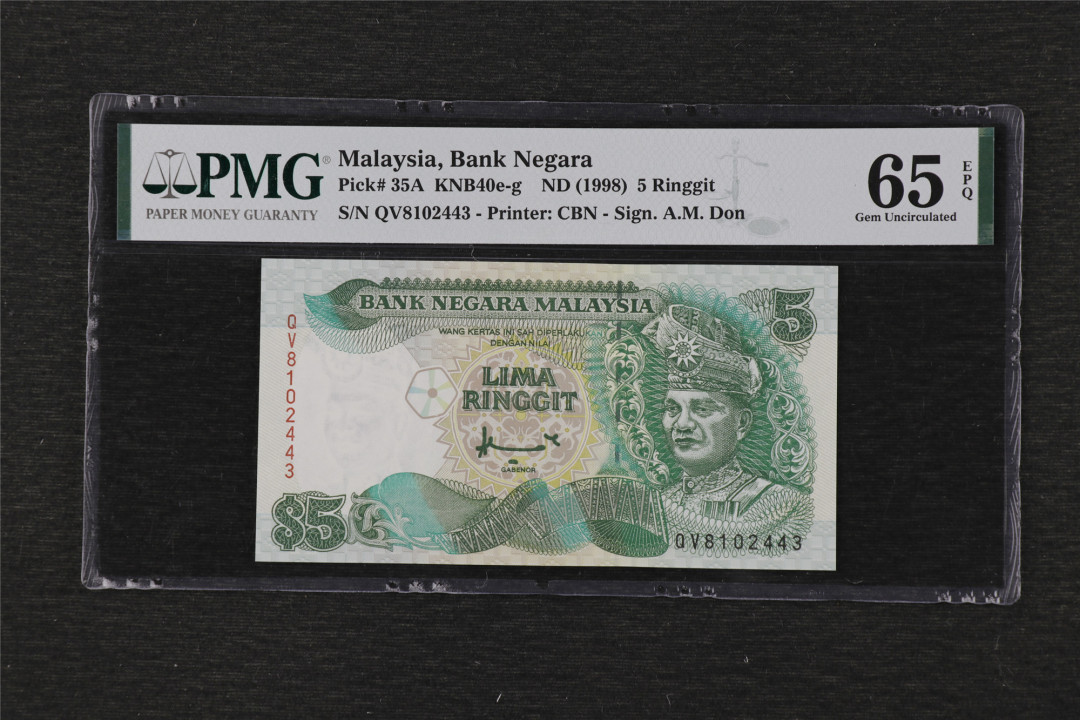 PMG®
PAPER MONEY GUARANTY
Malaysia, Bank Negara
Pick# 35A KNB40e-g ND (1998) 5 Ringgit
S/N QV8102443 - Printer: CBN - Sign. A.M. Don
65
EPQ
Gem Uncirculated
BANK NEGARA MALAYSIA
5
WANG KERTAS INI SAH DIPERLAKU
DENGAN NILAI
QV8102443
LIMA
RINGGIT
GABENOR
$5
QV8102443